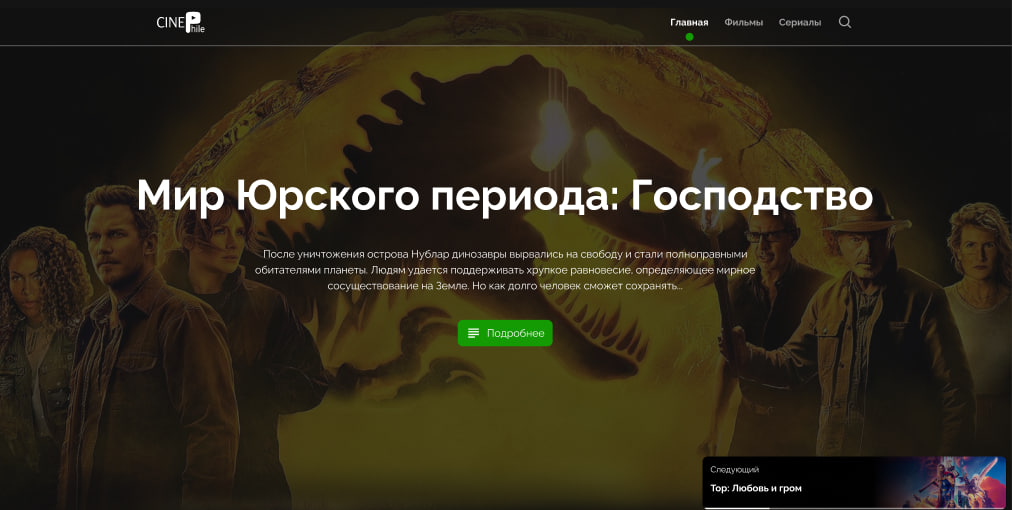 CINEPhile
Главная Фильмы Сериалы
Мир Юрского периода: Господство
После уничтожения острова Нублар динозавры вырвались на свободу и стали полноправными
обитателями планеты. Людям удается поддерживать хрупкое равновесие, определяющее мирное
сосуществование на Земле. Но как долго человек сможет сохранять...
Подробнее
Следующий
Тор: Любовь и гром